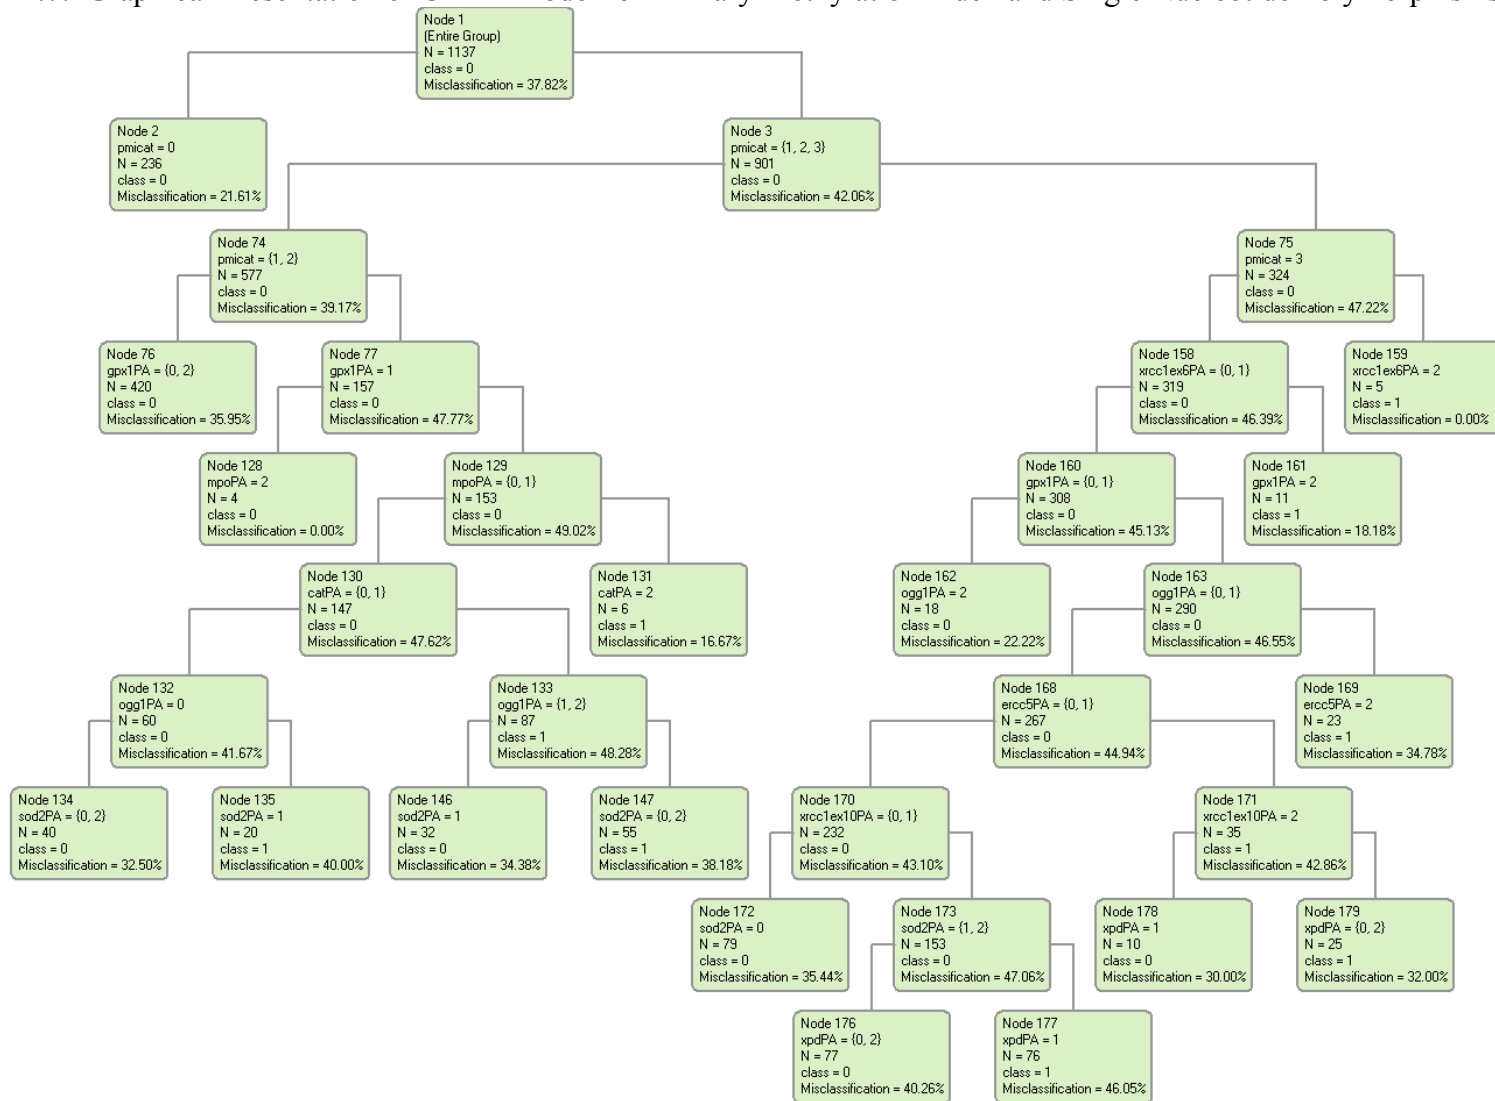 Node 1
(Entire Group)
N = 1137
class = 0
Misclassification = 37.82%
Node 2
pmicat = 0
N = 236
class = 0
Misclassification = 21.61%
Node 3
pmicat = {1, 2, 3}
N = 901
class = 0
Misclassification = 42.06%
Node 74
pmicat = {1, 2}
N = 577
class = 0
Misclassification = 39.17%
Node 75
pmicat = 3
N = 324
class = 0
Misclassification = 47.22%
Node 76
gpx1PA = {0, 2}
N = 420
class = 0
Misclassification = 35.95%
Node 77
gpx1PA = 1
N = 157
class = 0
Misclassification = 47.77%
Node 158
xrcc1ex6PA = {0, 1}
N = 319
class = 0
Misclassification = 46.39%
Node 159
xrcc1ex6PA = 2
N = 5
class = 1
Misclassification = 0.00%
Node 128
mpoPA = 2
N = 4
class = 0
Misclassification = 0.00%
Node 129
mpoPA = {0, 1}
N = 153
class = 0
Misclassification = 49.02%
Node 160
gpx1PA = {0, 1}
N = 308
class = 0
Misclassification = 45.13%
Node 161
gpx1PA = 2
N = 11
class = 1
Misclassification = 18.18%
Node 130
catPA = {0, 1}
N = 147
class = 0
Misclassification = 47.62%
Node 131
catPA = 2
N = 6
class = 1
Misclassification = 16.67%
Node 162
ogg1PA = 2
N = 18
class = 0
Misclassification = 22.22%
Node 163
ogg1PA = {0, 1}
N = 290
class = 0
Misclassification = 46.55%
Node 132
ogg1PA = 0
N = 60
class = 0
Misclassification = 41.67%
Node 133
ogg1PA = {1, 2}
N = 87
class = 1
Misclassification = 48.28%
Node 168
ercc5PA = {0, 1}
N = 267
class = 0
Misclassification = 44.94%
Node 169
ercc5PA = 2
N = 23
class = 1
Misclassification = 34.78%
Node 134
sod2PA = {0, 2}
N = 40
class = 0
Misclassification = 32.50%
Node 135
sod2PA = 1
N = 20
class = 1
Misclassification = 40.00%
Node 146
sod2PA = 1
N = 32
class = 0
Misclassification = 34.38%
Node 147
sod2PA = {0, 2}
N = 55
class = 1
Misclassification = 38.18%
Node 170
xrcc1ex10PA = {0, 1}
N = 232
class = 0
Misclassification = 43.10%
Node 171
xrcc1ex10PA = 2
N = 35
class = 1
Misclassification = 42.86%
Node 172
sod2PA = 0
N = 79
class = 0
Misclassification = 35.44%
Node 173
sod2PA = {1, 2}
N = 153
class = 0
Misclassification = 47.06%
Node 178
xpdPA = 1
N = 10
class = 0
Misclassification = 30.00%
Node 179
xpdPA = {0, 2}
N = 25
class = 1
Misclassification = 32.00%
Node 176
xpdPA = {0, 2}
N = 77
class = 0
Misclassification = 40.26%
Node 177
xpdPA = 1
N = 76
class = 1
Misclassification = 46.05%